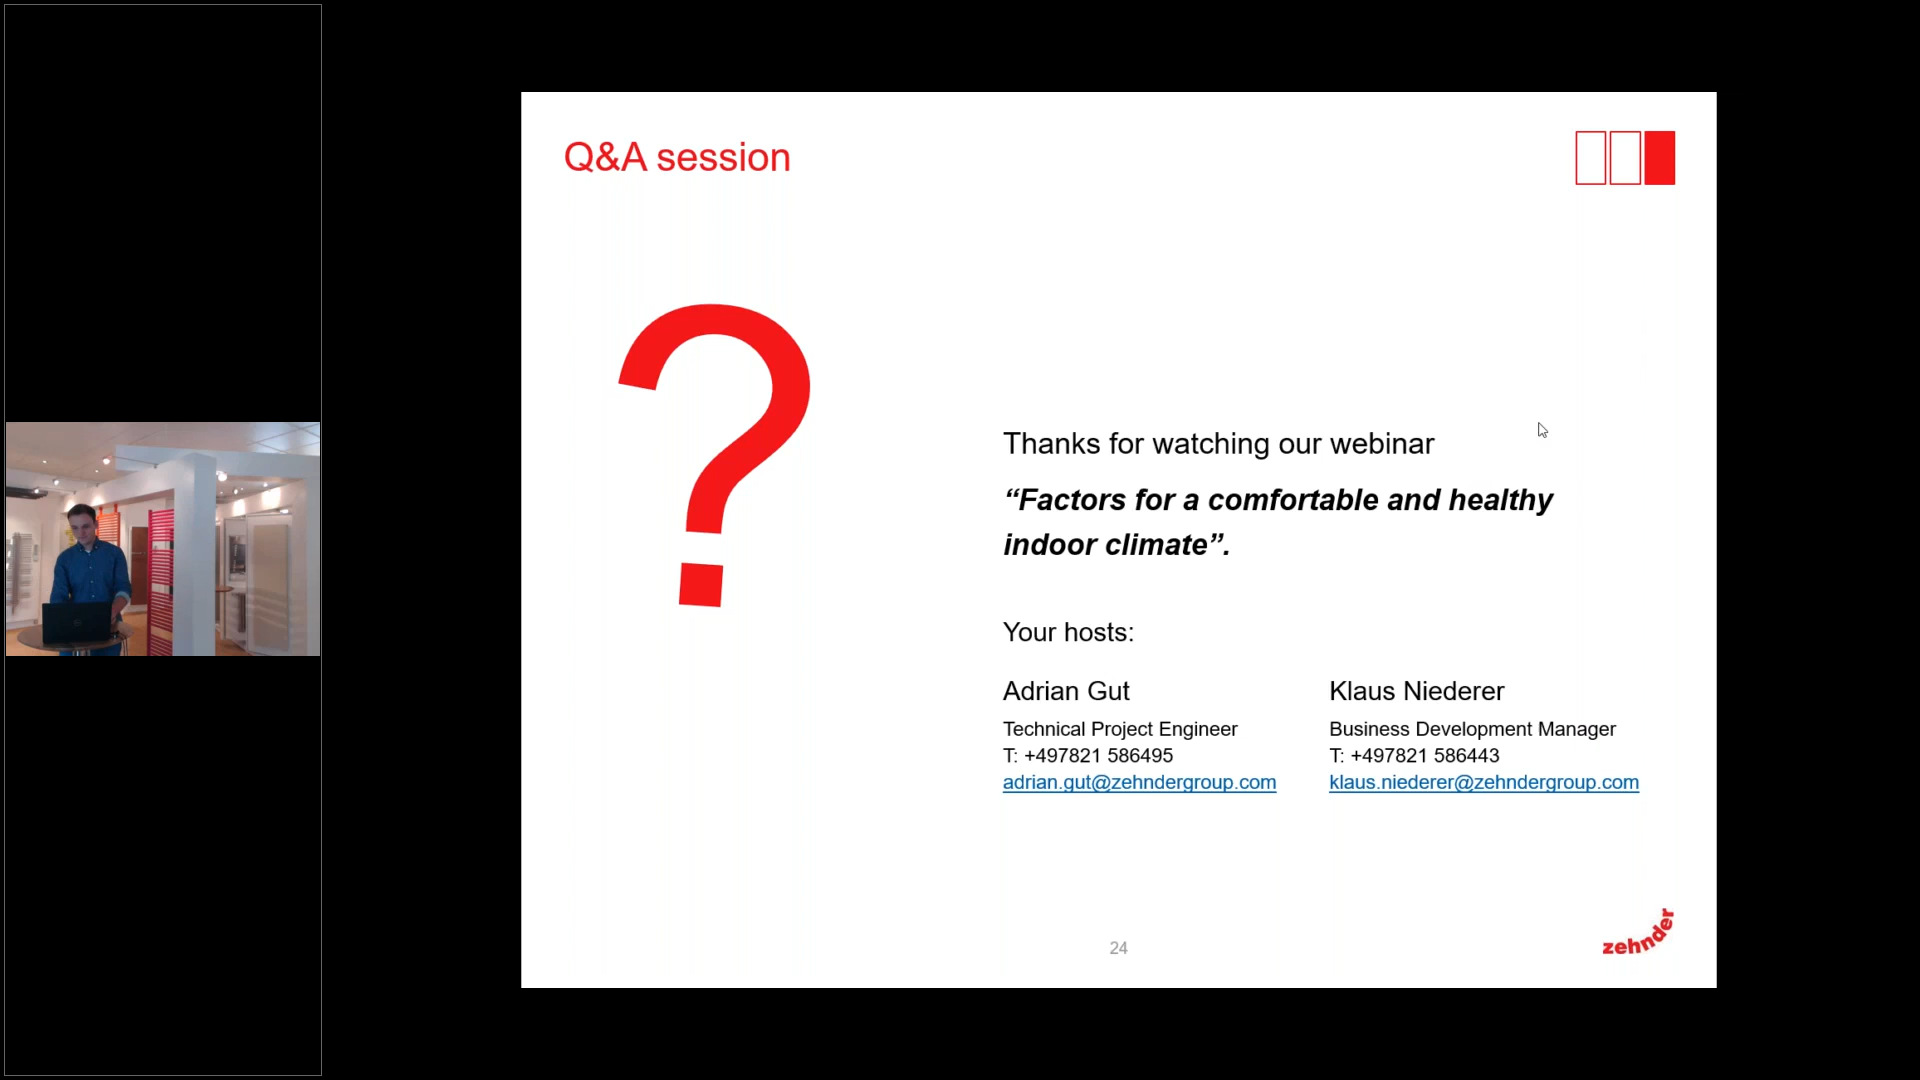 Q&A session
?
Thanks for watching our webinar
“Factors for a comfortable and healthy
indoor climate”.
Your hosts:
Adrian Gut
Technical Project Engineer
T: +497821 586495
adrian.gut@zehndergroup.com
Klaus Niederer
Business Development Manager
T: +497821 586443
klaus.niederer@zehndergroup.com
24
zehnder